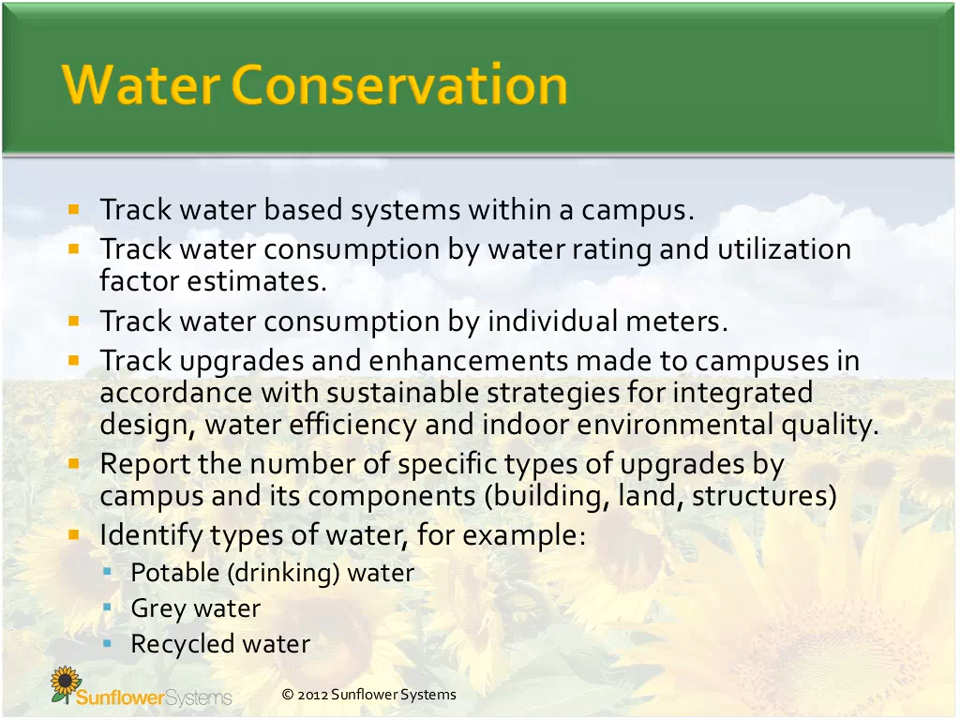 Water Conservation
Track water based systems within a campus.
Track water consumption by water rating and utilization
factor estimates.
Track water consumption by individual meters.
Track upgrades and enhancements made to campuses in
accordance with sustainable strategies for integrated
design, water efficiency and indoor environmental quality.
Report the number of specific types of upgrades by
campus and its components (building, land, structures)
Identify types of water, for example:
Potable (drinking) water
Grey water
Recycled water
SunflowerSystems
© 2012 Sunflower Systems